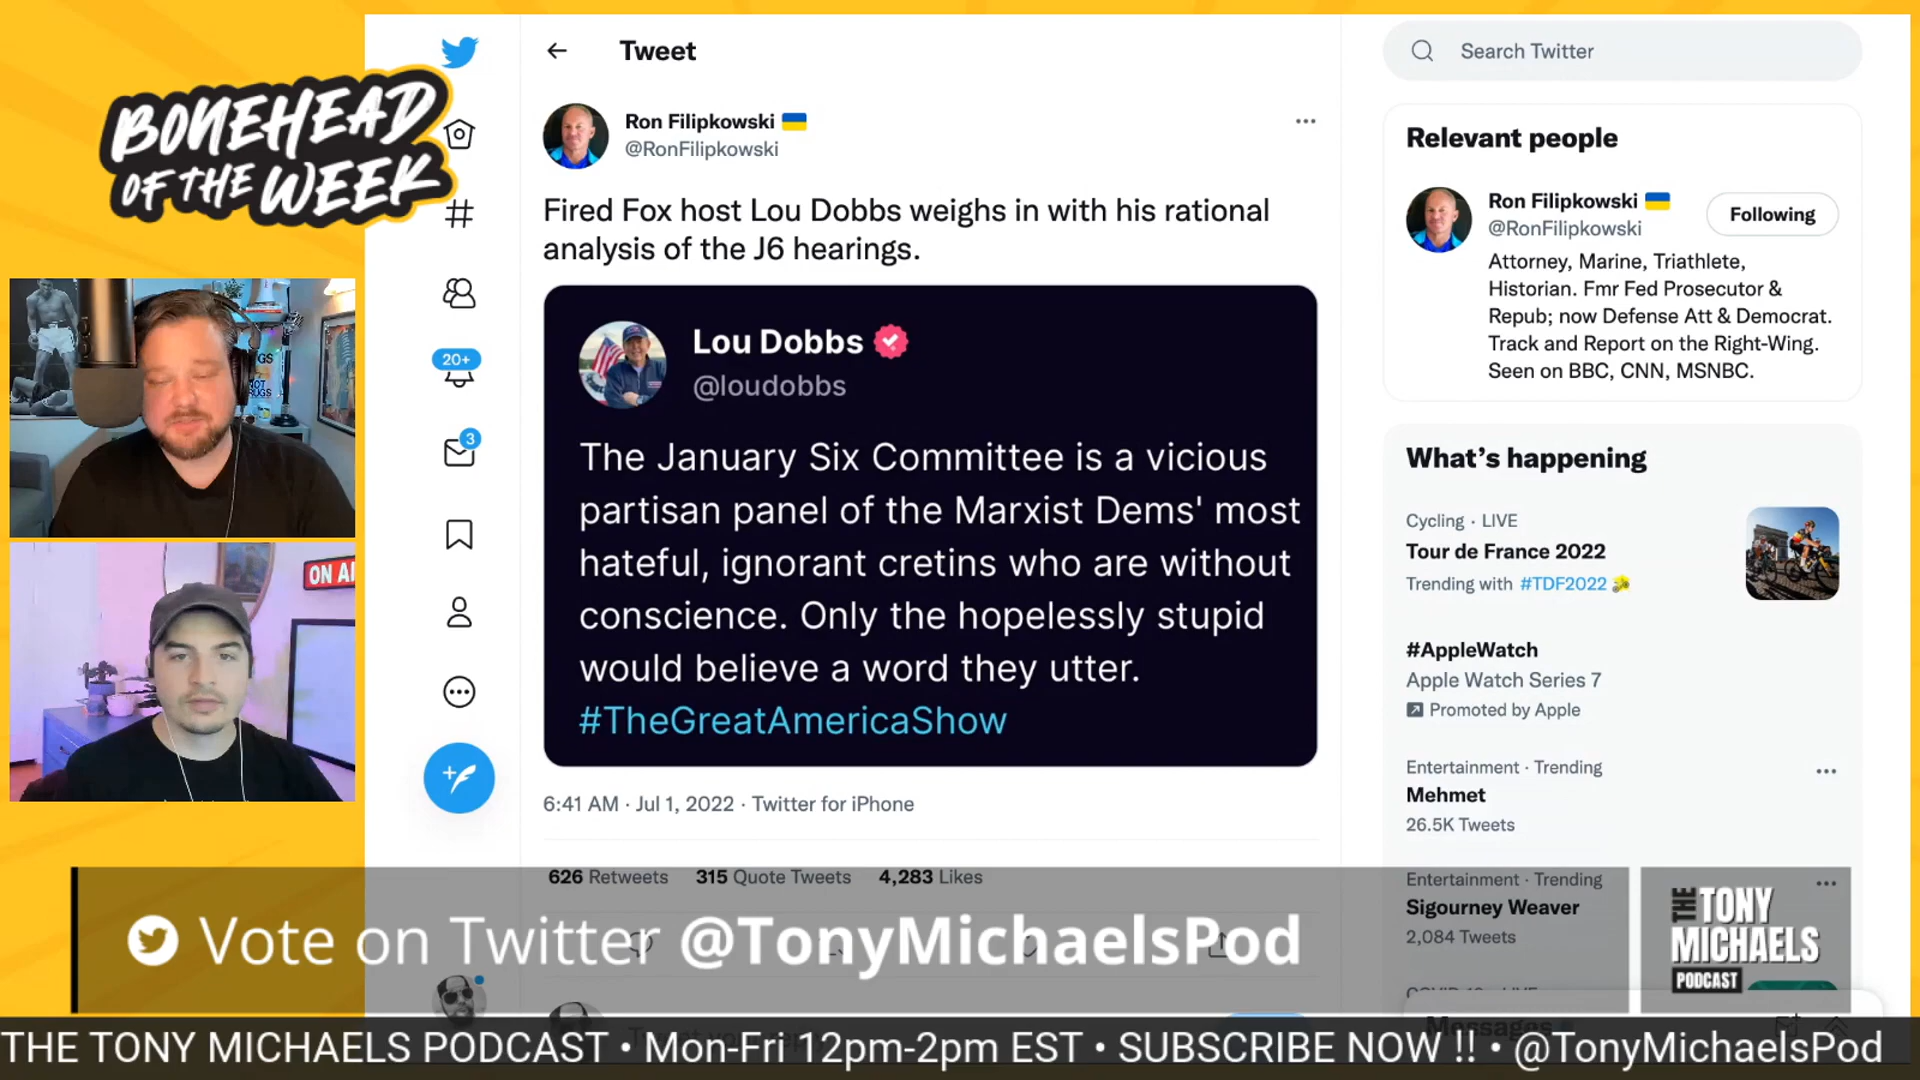 BONEHEAD
OF THE WEEK
ON AI
20+
3
Tweet
Ron Filipkowski
@RonFilipkowski
Fired Fox host Lou Dobbs weighs in with his rational
analysis of the J6 hearings.
Lou Dobbs
@loudobbs
The January Six Committee is a vicious
partisan panel of the Marxist Dems' most
hateful, ignorant cretins who are without
conscience. Only the hopelessly stupid
would believe a word they utter.
#TheGreatAmericaShow
6:41 AM · Jul 1, 2022 · Twitter for iPhone
626 Retweets 315 Quote Tweets 4,283 Likes
Search Twitter
Relevant people
Ron Filipkowski
@RonFilipkowski
Following
Attorney, Marine, Triathlete,
Historian. Fmr Fed Prosecutor &
Repub; now Defense Att & Democrat.
Track and Report on the Right-Wing.
Seen on BBC, CNN, MSNBC.
What's happening
Cycling · LIVE
Tour de France 2022
Trending with #TDF2022
#AppleWatch
Apple Watch Series 7
Promoted by Apple
Entertainment · Trending
Mehmet
26.5K Tweets
Entertainment · Trending
Sigourney Weaver
2,084 Tweets
Messages
Vote on Twitter @TonyMichaelsPod
THE TONY
MICHAELS
PODCAST
THE TONY MICHAELS PODCAST • Mon-Fri 12pm-2pm EST • SUBSCRIBE NOW !! • @TonyMichaelsPod